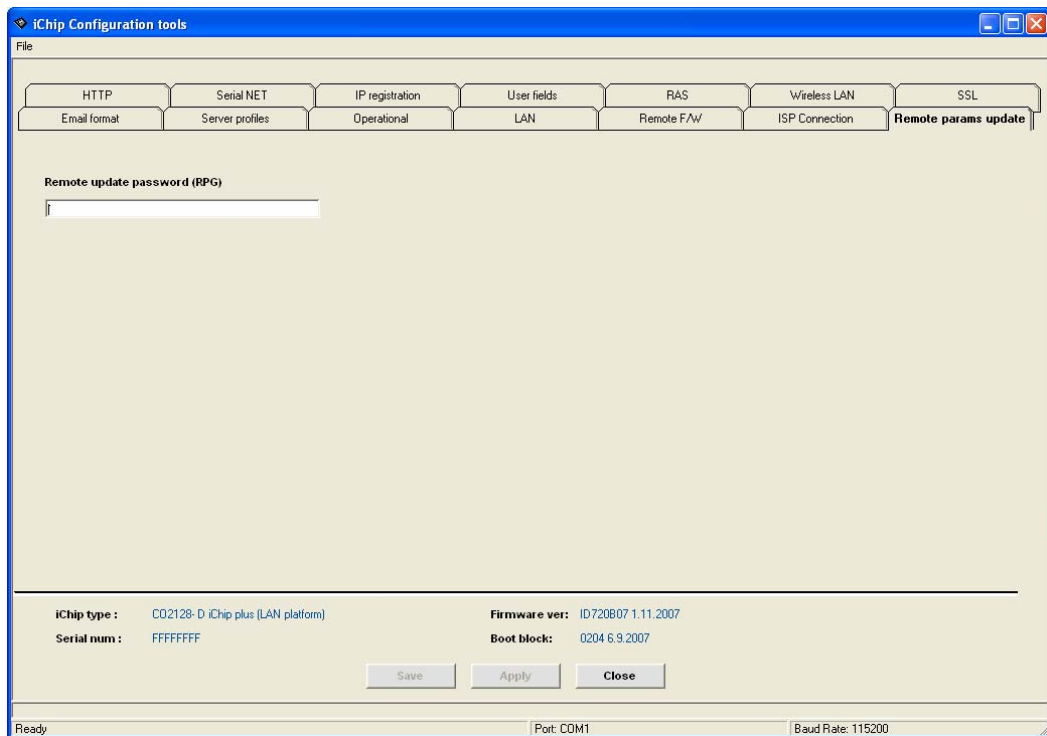 iChip Configuration tools
File
HTTP Serial NET IP registration User fields RAS Wireless LAN SSL
Email format Server profiles Operational LAN Remote F/W ISP Connection Remote params update
Remote update password (RPG)
iChip type : CO2128- D iChip plus (LAN platform) Firmware ver: ID720B07 1.11.2007
Serial num : FFFFFFFF Boot block: 0204 6.9.2007
Save Apply Close
Ready Port: COM1 Baud Rate: 115200